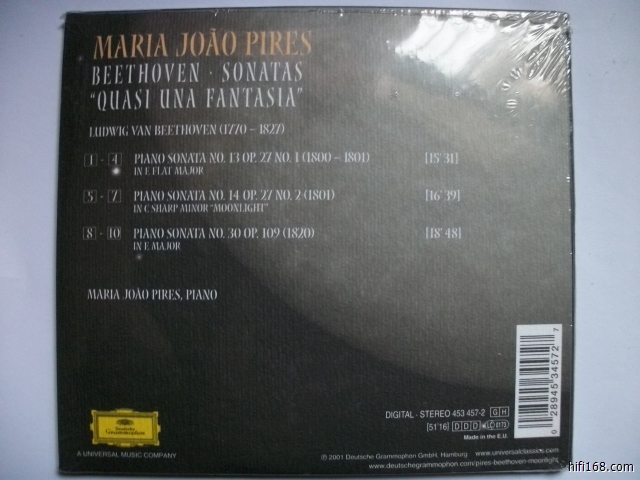 MARIA JOÃO PIRES
BEETHOVEN · SONATAS
"QUASI UNA FANTASIA"
LUDWIG VAN BEETHOVEN (1770 – 1827)
1 - 4 PIANO SONATA NO. 13 OP. 27 NO. 1 (1800 – 1801) [15'31]
IN E FLAT MAJOR
5 - 7 PIANO SONATA NO. 14 OP. 27 NO. 2 (1801) [16'39]
IN C SHARP MINOR "MOONLIGHT"
8 - 10 PIANO SONATA NO. 30 OP. 109 (1820) [18'48]
IN E MAJOR
MARIA JOÃO PIRES, PIANO
Deutsche
Grammophon
A UNIVERSAL MUSIC COMPANY
DIGITAL · STEREO 453 457-2 GH
[51'16] DDD LC 0173
Made in the E.U.
℗ 2001 Deutsche Grammophon GmbH, Hamburg www.universalclassics.com
www.deutschegrammophon.com/pires-beethoven-moonlight
0 28945 34572 7
hifi168.com